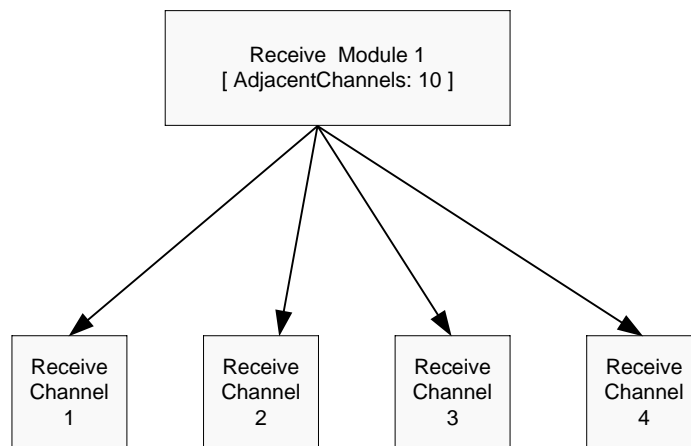 Receive Module 1
[ AdjacentChannels: 10 ]
Receive
Channel
1
Receive
Channel
2
Receive
Channel
3
Receive
Channel
4